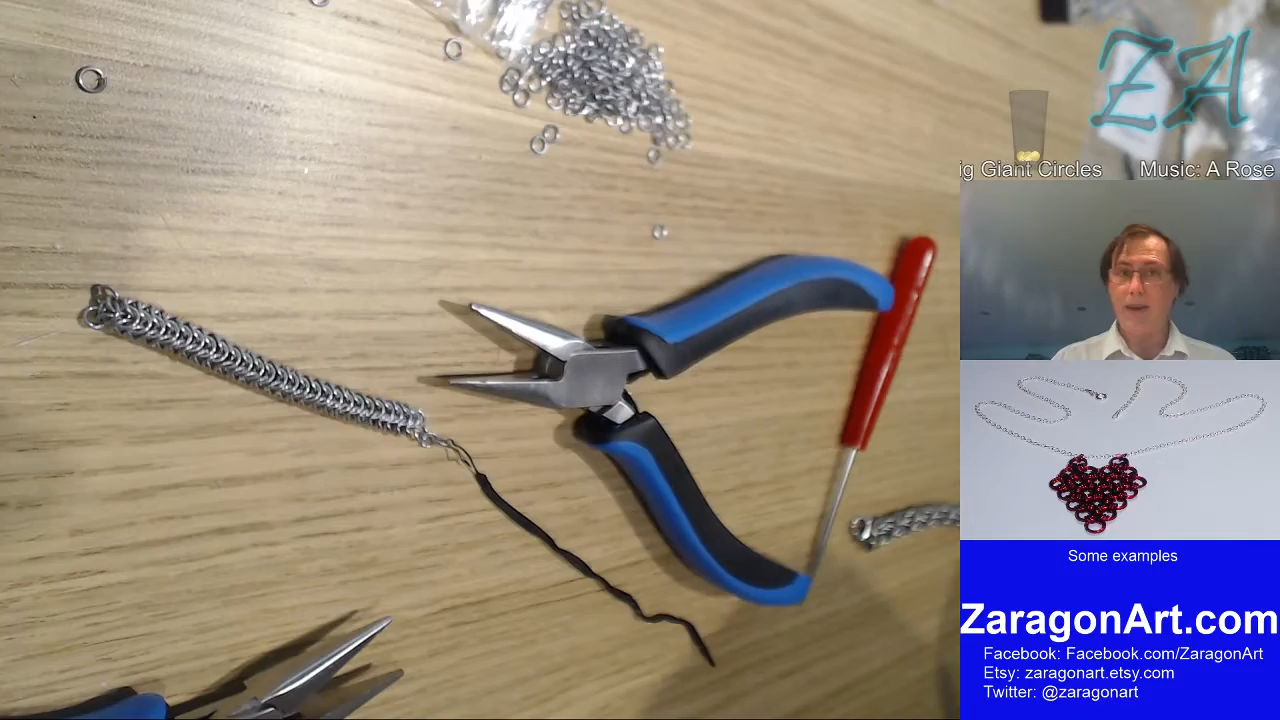 ZA
ig Giant Circles Music: A Rose
Some examples
ZaragonArt.com
Facebook: Facebook.com/ZaragonArt
Etsy: zaragonart.etsy.com
Twitter: @zaragonart